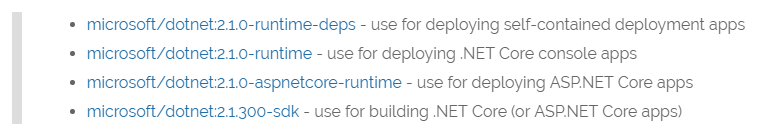 • microsoft/dotnet:2.1.0-runtime-deps - use for deploying self-contained deployment apps
• microsoft/dotnet:2.1.0-runtime - use for deploying .NET Core console apps
• microsoft/dotnet:2.1.0-aspnetcore-runtime - use for deploying ASP.NET Core apps
• microsoft/dotnet:2.1.300-sdk - use for building .NET Core (or ASP.NET Core apps)